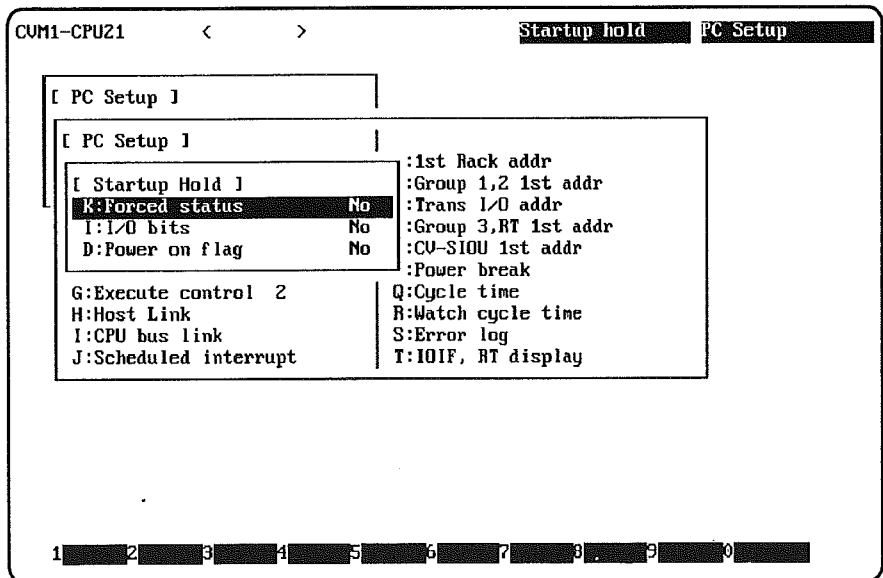 CVM1-CPU21 < > Startup hold PC Setup
[ PC Setup ]
[ PC Setup ]
[ Startup Hold ]
K:Forced status No
I:I/O bits No
D:Power on flag No
G:Execute control 2
H:Host Link
I:CPU bus link
J:Scheduled interrupt
:1st Rack addr
:Group 1,2 1st addr
:Trans I/O addr
:Group 3,RT 1st addr
:CV-SIOU 1st addr
:Power break
Q:Cycle time
R:Watch cycle time
S:Error log
T:IOIF, RT display
1 2 3 4 5 6 7 8 9 0